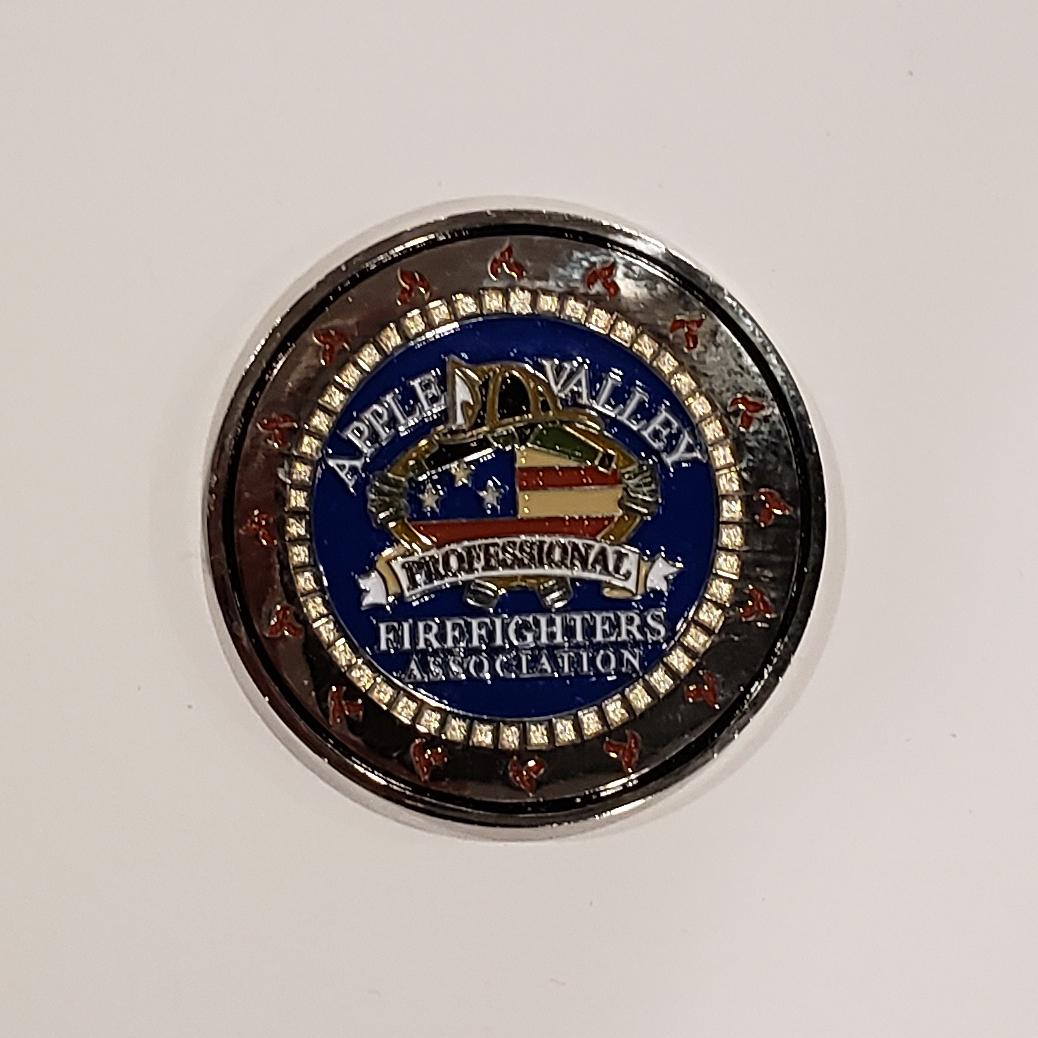 APPLE VALLEY
PROFESSIONAL
FIREFIGHTERS
ASSOCIATION